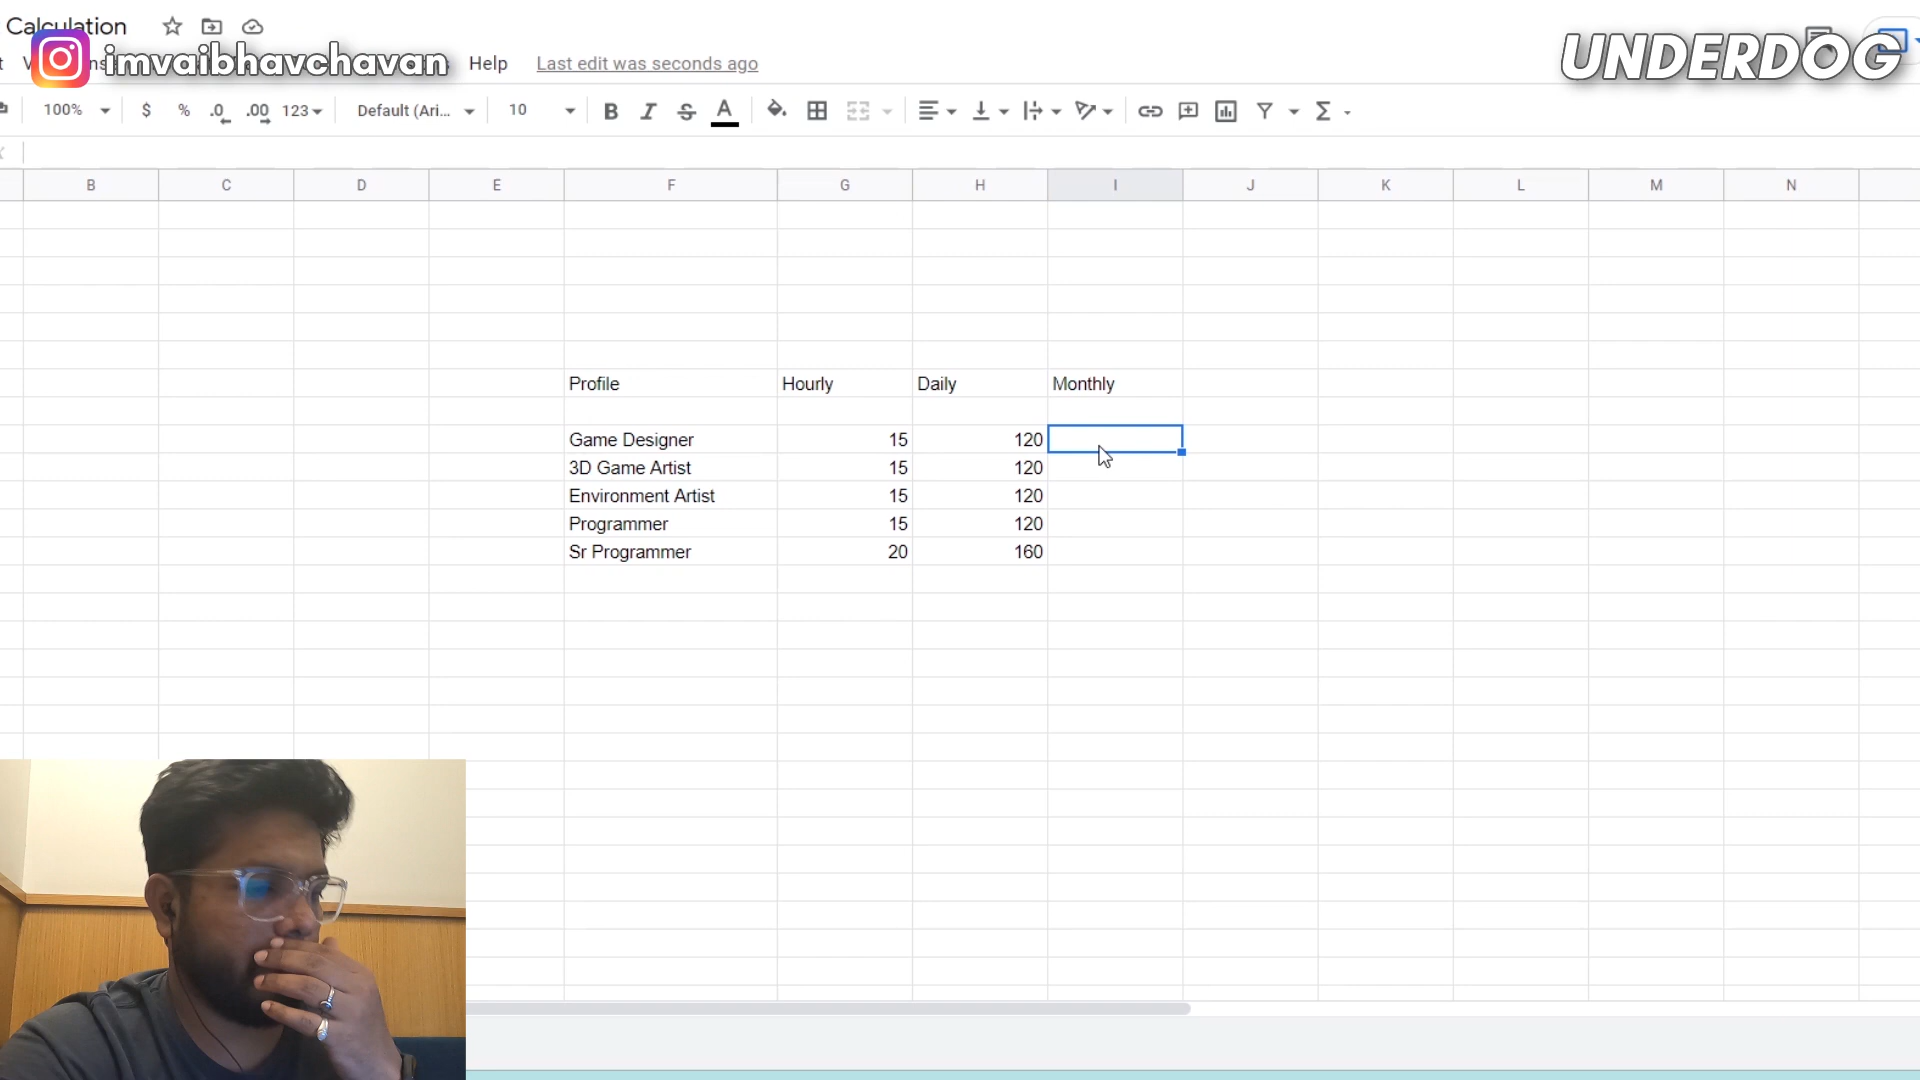 Calculation
imvaibhavchavan
Help
Last edit was seconds ago
UNDERDOG
100%
$
%
.0
.00
123
Default (Ari...
10
B
I
S
A
Σ
B C D E F G H I J K L M N
Profile Hourly Daily Monthly
Game Designer 15 120
3D Game Artist 15 120
Environment Artist 15 120
Programmer 15 120
Sr Programmer 20 160